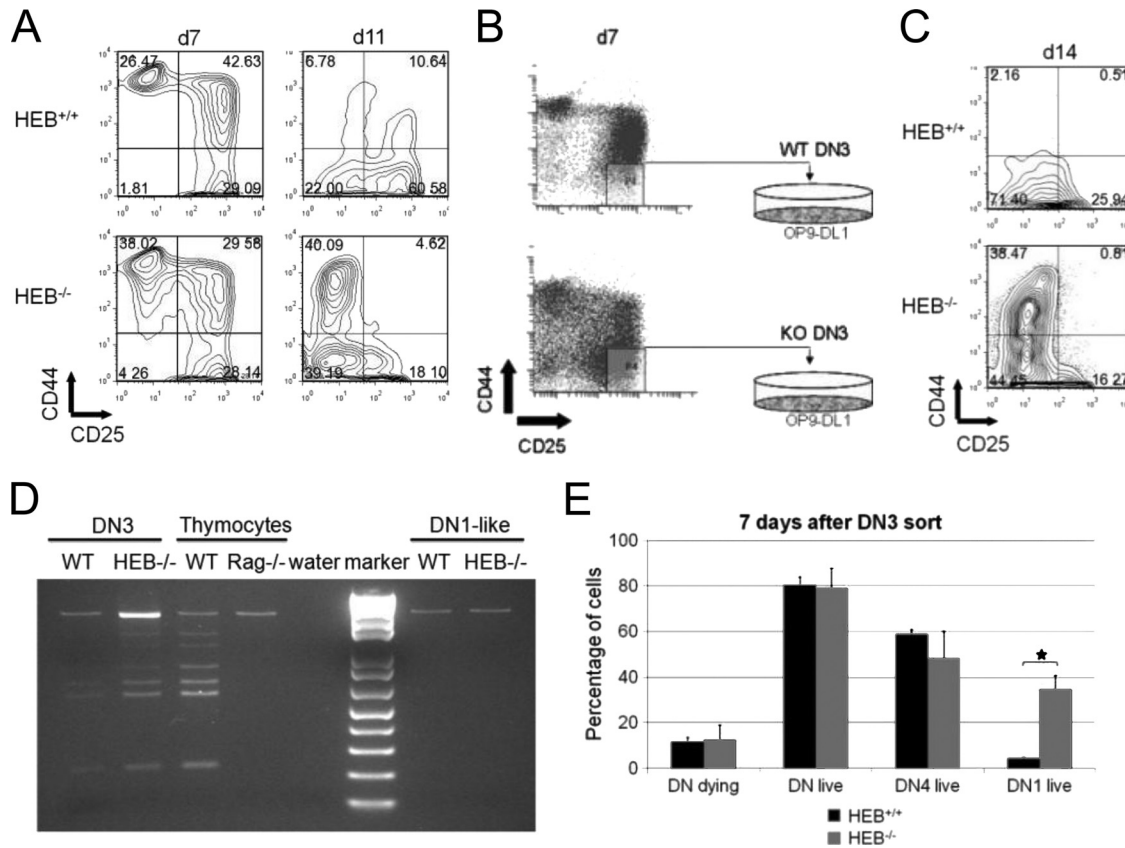 A
d7
d11
HEB+/+
26.47
42.63
1.81
29.09
6.78
10.64
22.00
60.58
HEB-/-
38.02
29.58
4.26
28.14
40.09
4.62
39.19
18.10
CD44
CD25
B
d7
WT DN3
OP9-DL1
KO DN3
OP9-DL1
CD44
CD25
C
d14
HEB+/+
2.16
0.51
71.40
25.94
HEB-/-
38.47
0.81
16.27
CD44
CD25
D
DN3
Thymocytes
DN1-like
WT HEB-/- WT Rag-/- water marker WT HEB-/-
E
7 days after DN3 sort
Percentage of cells
100
80
60
40
20
0
DN dying
DN live
DN4 live
DN1 live
HEB+/+
HEB-/-